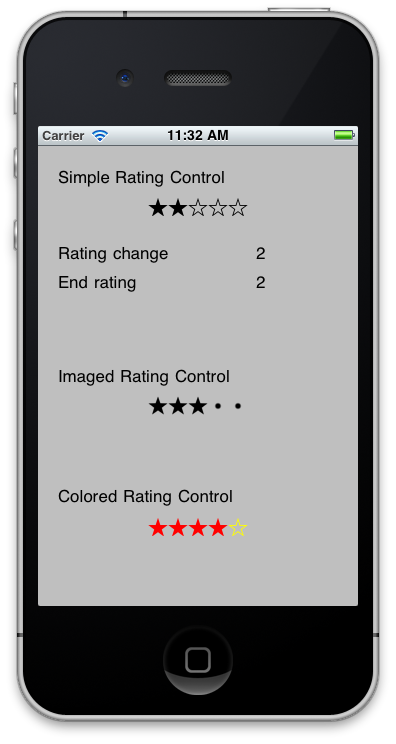 Carrier 11:32 AM
Simple Rating Control
★★☆☆☆
Rating change 2
End rating 2
Imaged Rating Control
★★★••
Colored Rating Control
★★★★☆